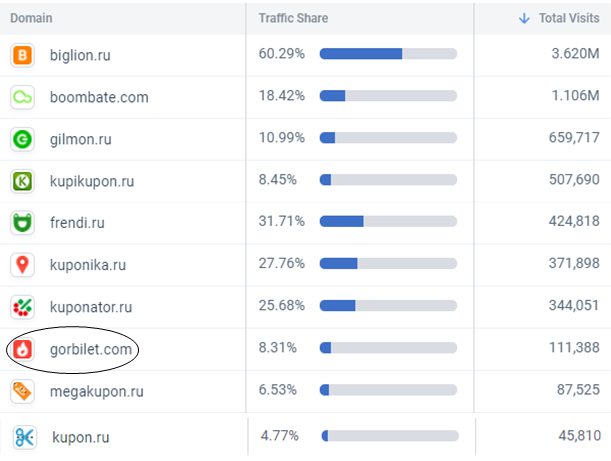 Domain Traffic Share Total Visits
biglion.ru 60.29% 3.620M
boombate.com 18.42% 1.106M
gilmon.ru 10.99% 659,717
kupikupon.ru 8.45% 507,690
frendi.ru 31.71% 424,818
kuponika.ru 27.76% 371,898
kuponator.ru 25.68% 344,051
gorbilet.com 8.31% 111,388
megakupon.ru 6.53% 87,525
kupon.ru 4.77% 45,810